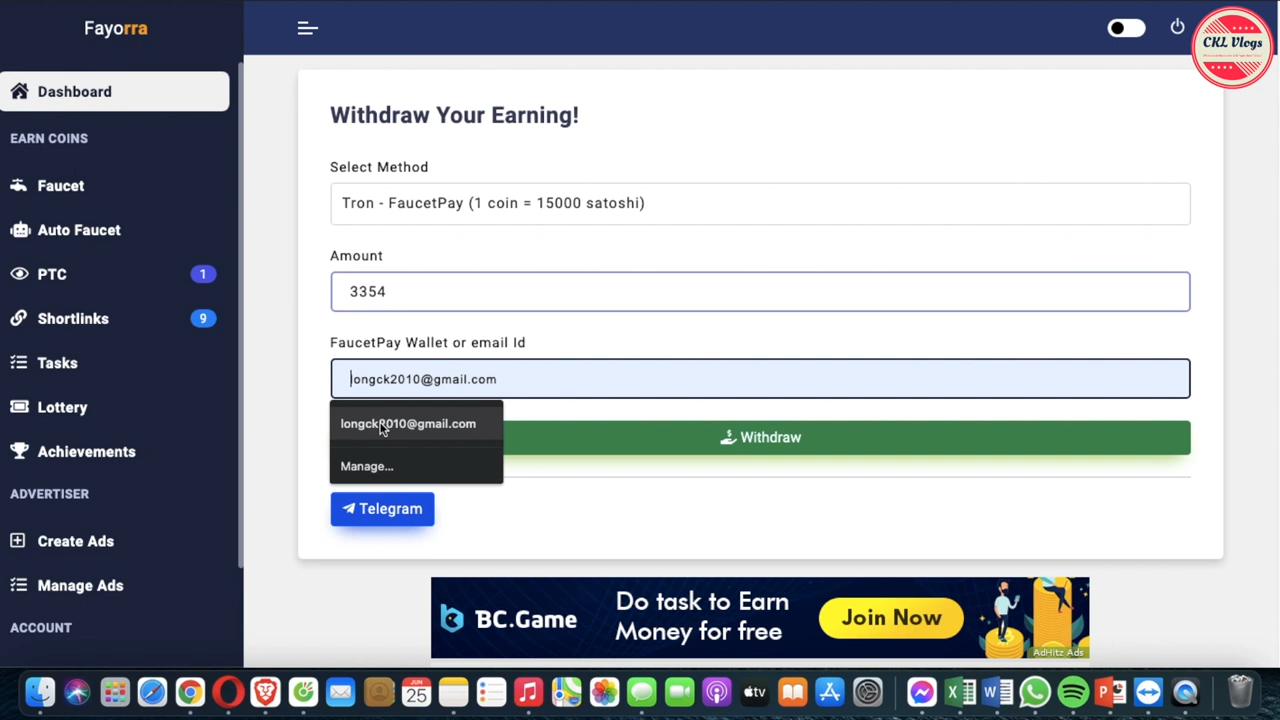 Fayorra
CKL Vlogs
Dashboard
EARN COINS
Faucet
Auto Faucet
PTC 1
Shortlinks 9
Tasks
Lottery
Achievements
ADVERTISER
Create Ads
Manage Ads
ACCOUNT
Withdraw Your Earning!
Select Method
Tron - FaucetPay (1 coin = 15000 satoshi)
Amount
3354
FaucetPay Wallet or email Id
longck2010@gmail.com
longck2010@gmail.com
Manage...
Withdraw
Telegram
BC.GAME
Do task to Earn
Money for free
Join Now
AdHitz Ads
JUN
25
tv